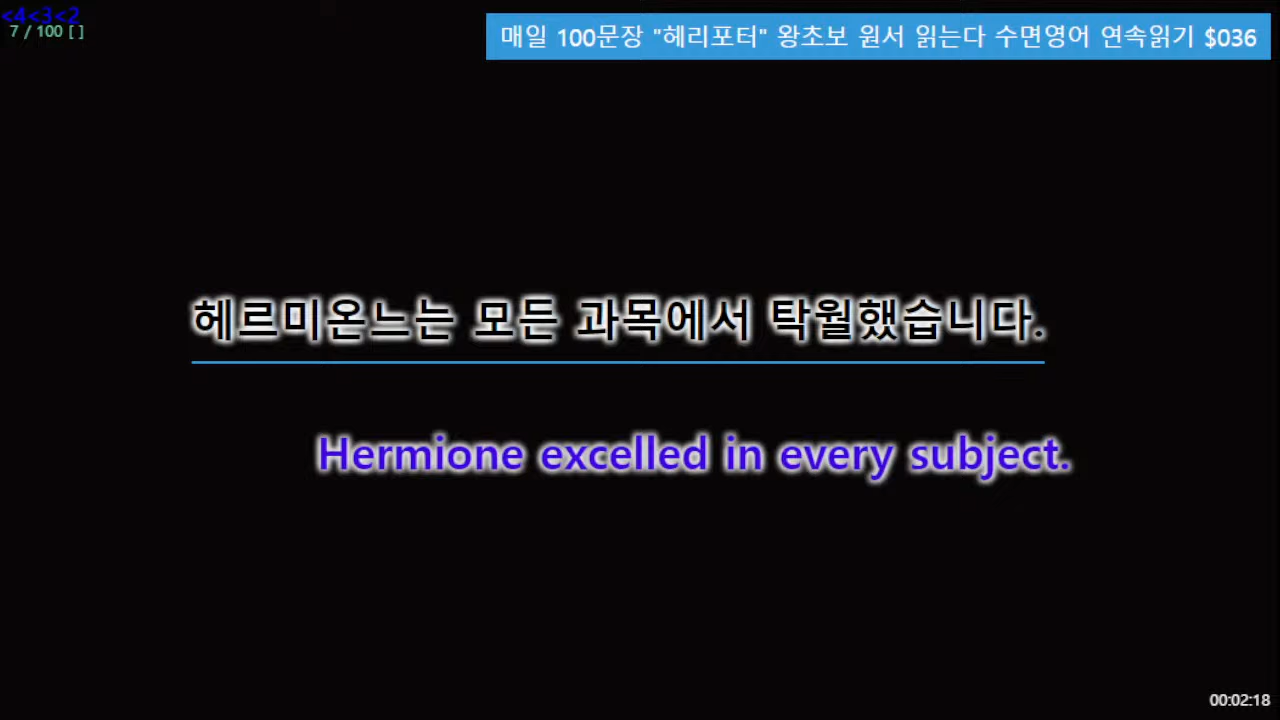 <4<3<2
7 / 100 [ ]
매일 100문장 "헤리포터" 왕초보 원서 읽는다 수면영어 연속읽기 $036
헤르미온느는 모든 과목에서 탁월했습니다.
Hermione excelled in every subject.
00:02:18